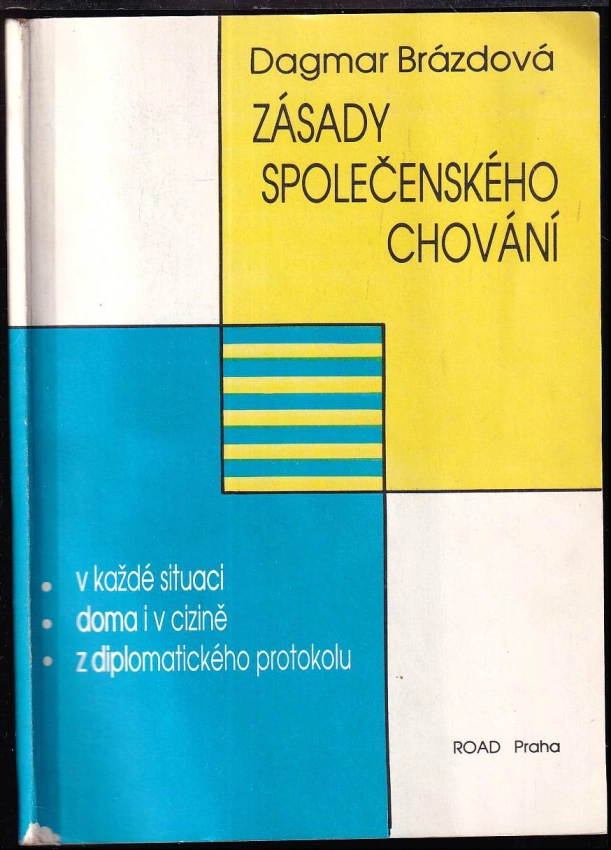 Dagmar Brázdová
ZÁSADY
SPOLEČENSKÉHO
CHOVÁNÍ
• v každé situaci
• doma i v cizině
• z diplomatického protokolu
ROAD Praha